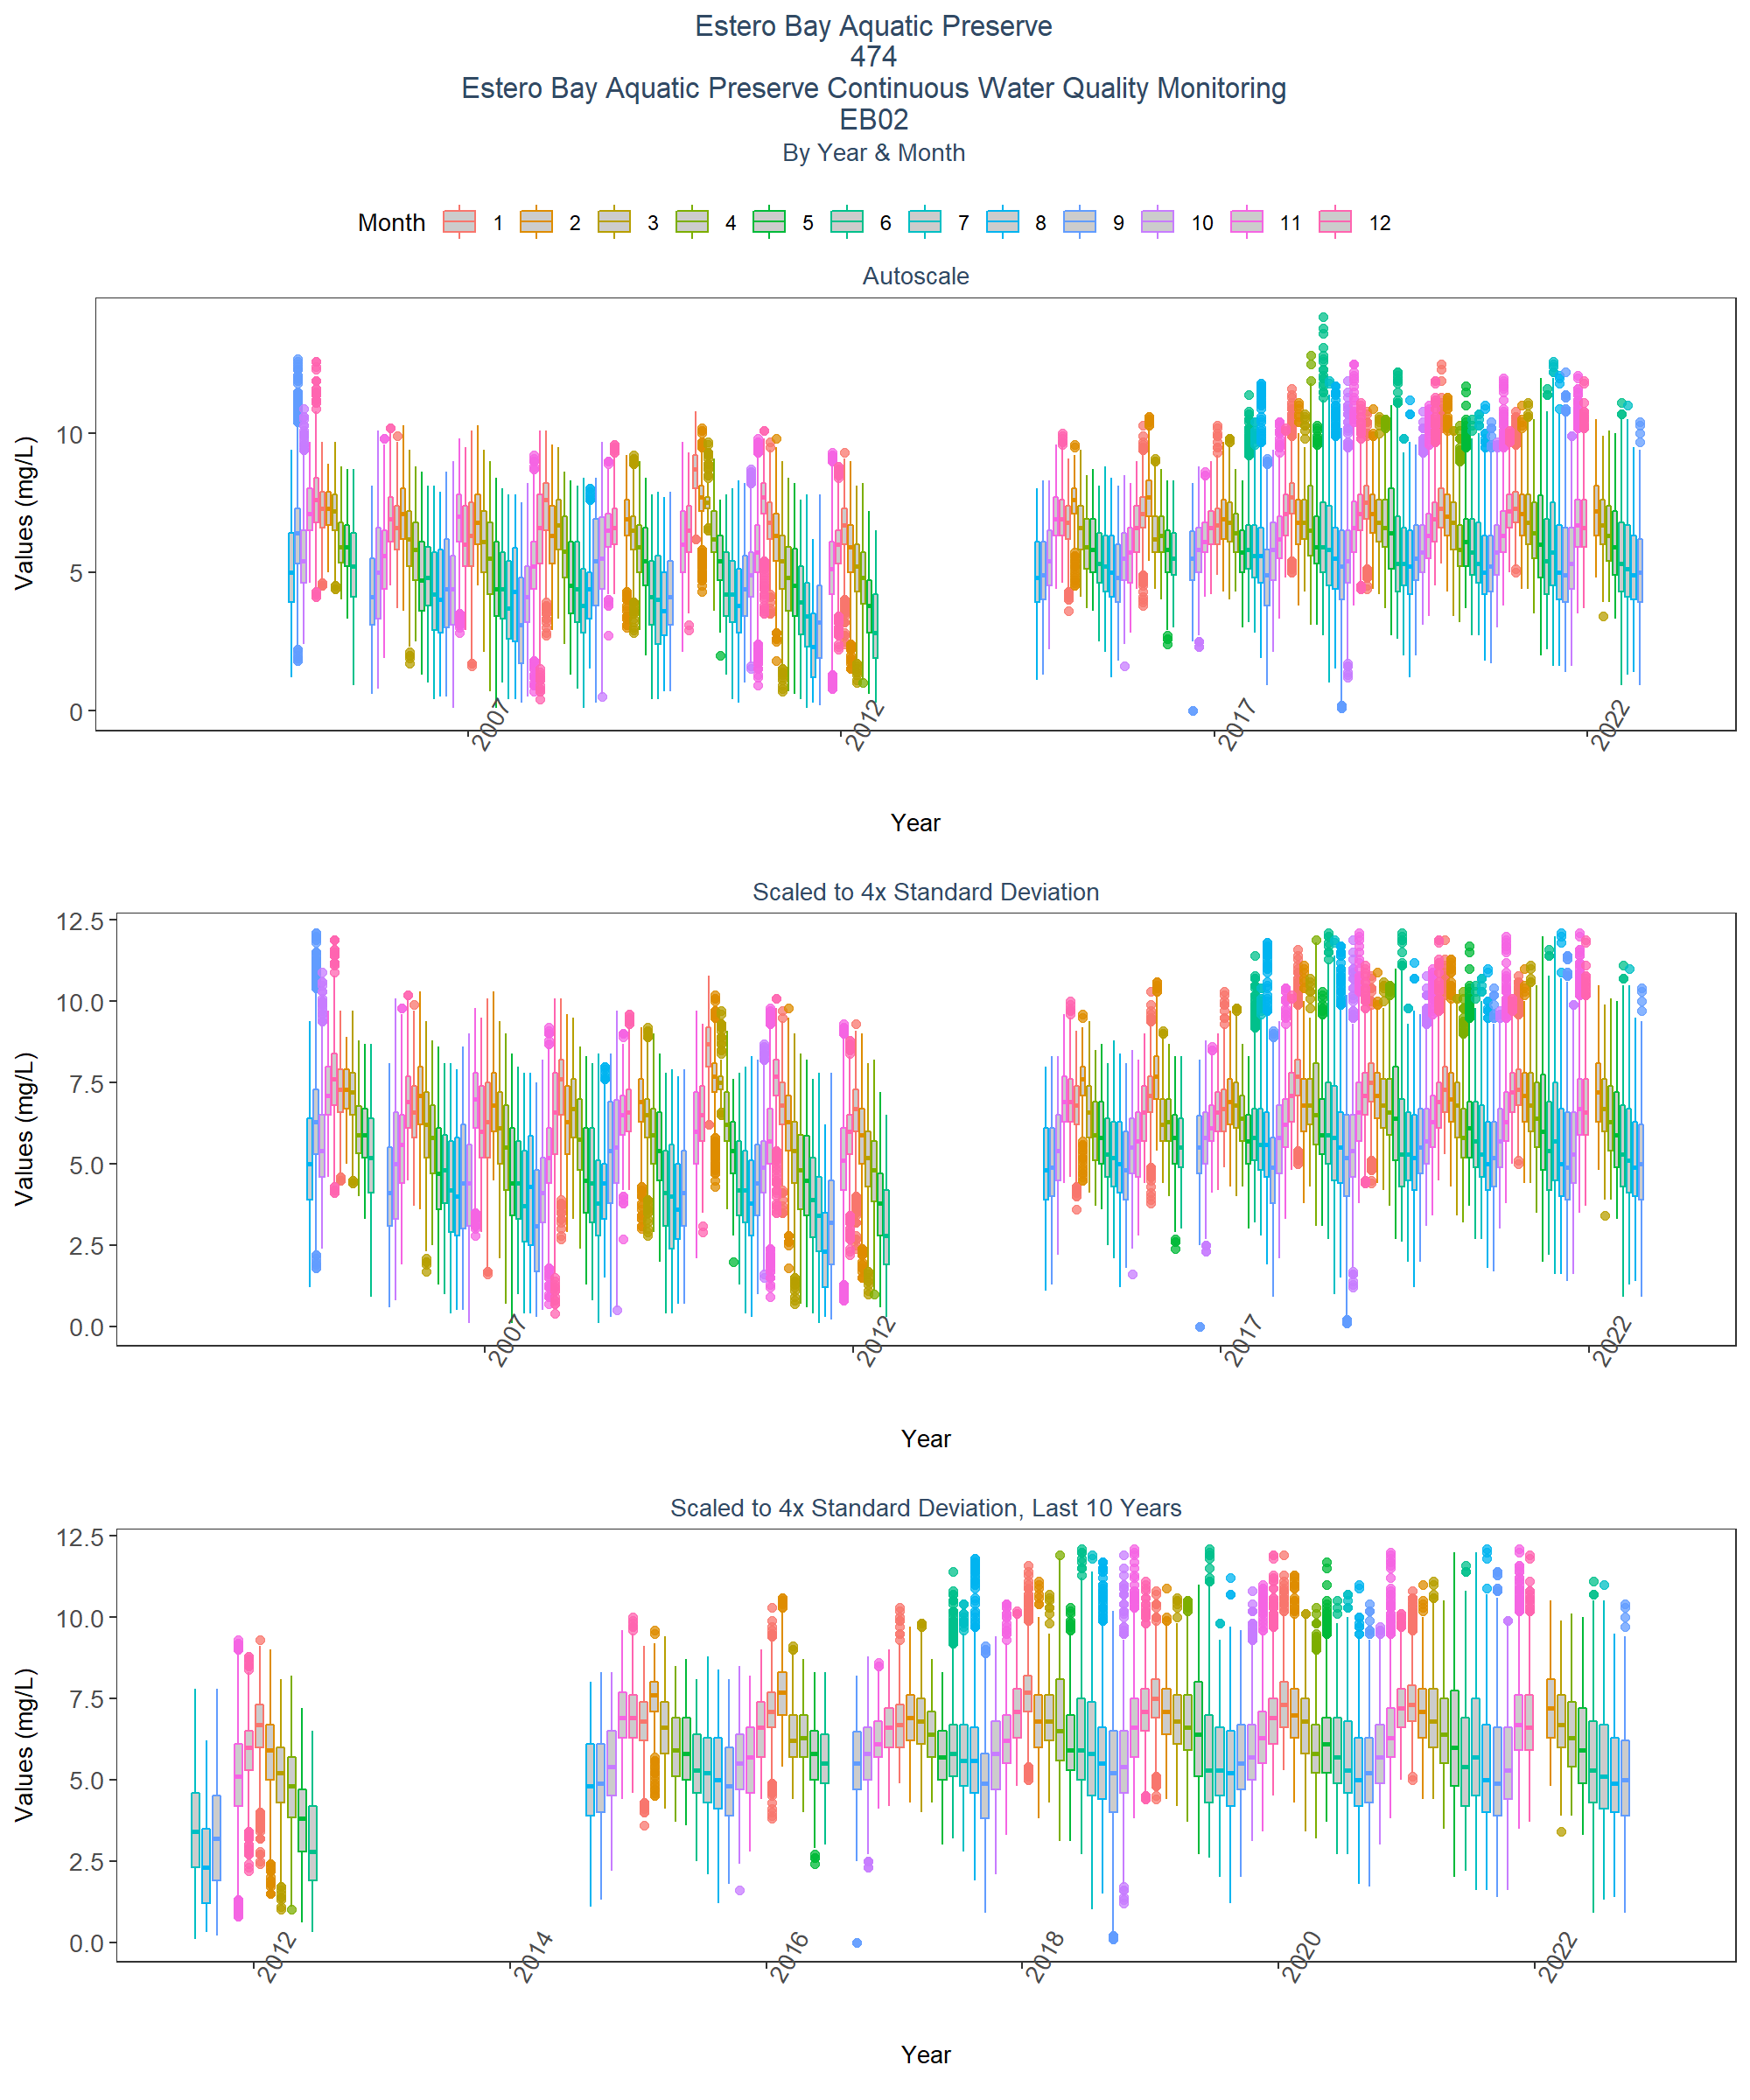 Estero Bay Aquatic Preserve
474
Estero Bay Aquatic Preserve Continuous Water Quality Monitoring
EB02
By Year & Month
Month 1 2 3 4 5 6 7 8 9 10 11 12
Autoscale
Values (mg/L)
10
5
0
2007 2012 2017 2022
Year
Scaled to 4x Standard Deviation
Values (mg/L)
12.5
10.0
7.5
5.0
2.5
0.0
2007 2012 2017 2022
Year
Scaled to 4x Standard Deviation, Last 10 Years
Values (mg/L)
12.5
10.0
7.5
5.0
2.5
0.0
2012 2014 2016 2018 2020 2022
Year